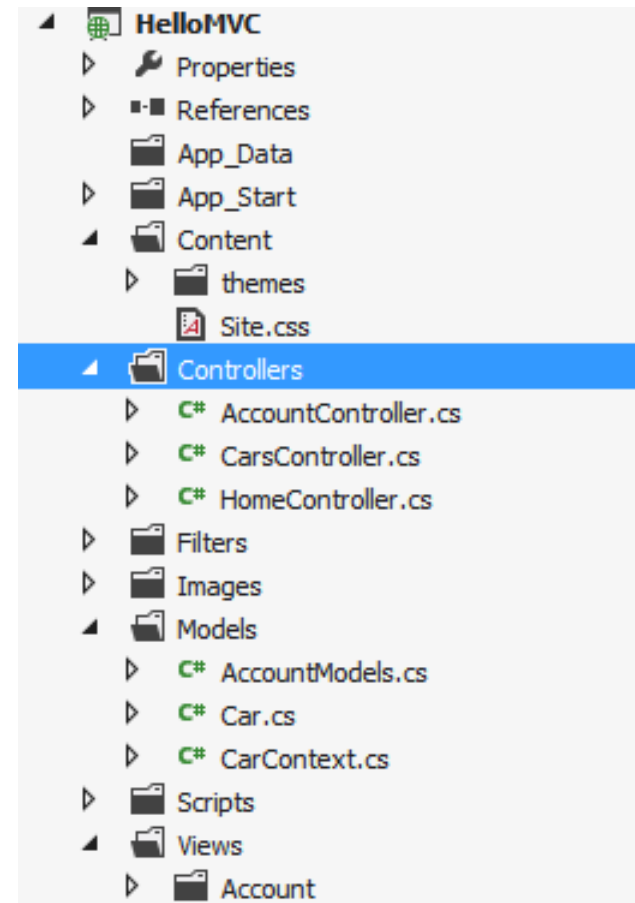 HelloMVC
Properties
References
App_Data
App_Start
Content
themes
Site.css
Controllers
C# AccountController.cs
C# CarsController.cs
C# HomeController.cs
Filters
Images
Models
C# AccountModels.cs
C# Car.cs
C# CarContext.cs
Scripts
Views
Account